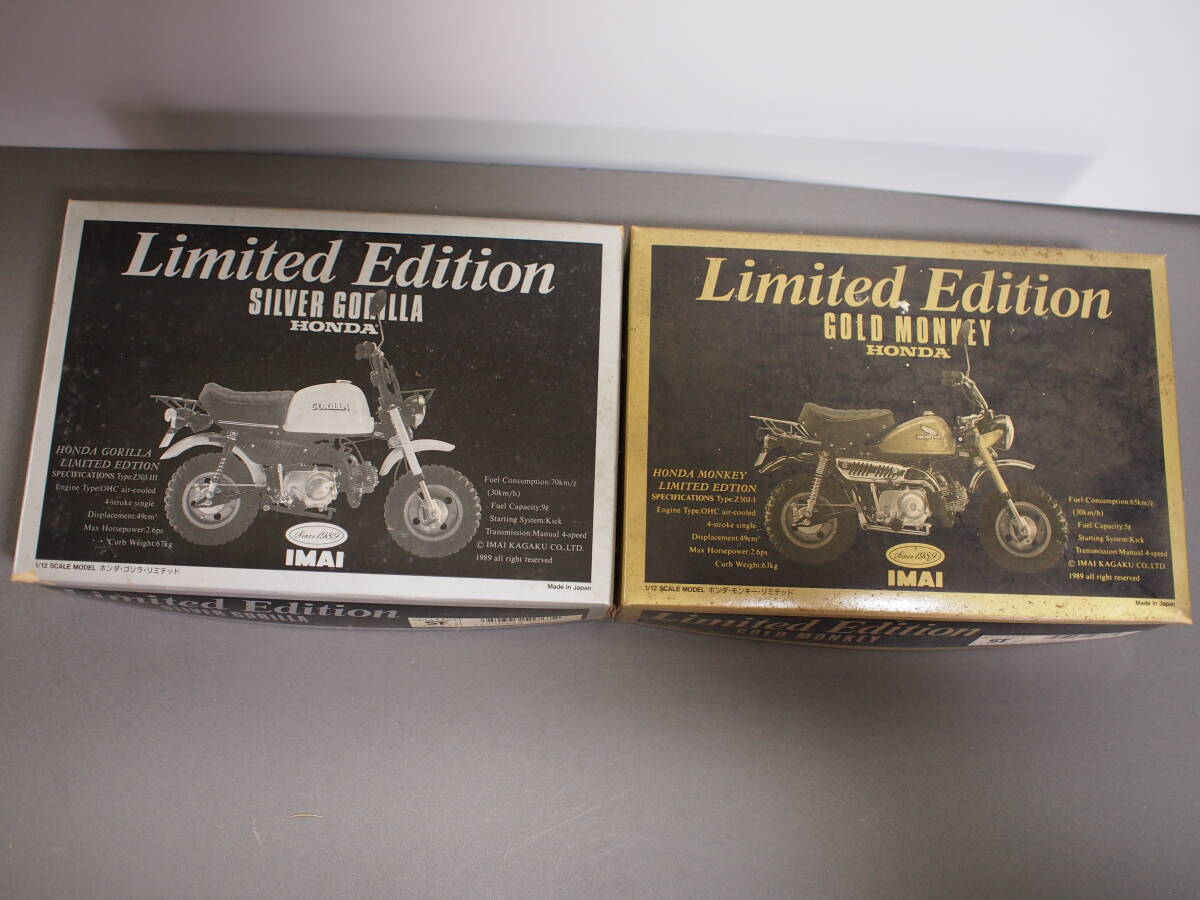 Limited Edition
SILVER GORILLA
HONDA
GORILLA
HONDA GORILLA
LIMITED EDTION
SPECIFICATIONS Type:Z50J-III
Engine Type:OHC air-cooled
4-stroke single
Displacement:49cm³
Max Horsepower:2.6ps
Curb Weight:67kg
Fuel Consumption:70km/ℓ
(30km/h)
Fuel Capacity:9ℓ
Starting System:Kick
Transmission:Manual 4-speed
© IMAI KAGAKU CO.,LTD.
1989 all right reserved
Since 1989
IMAI
1/12 SCALE MODEL ホンダ・ゴリラ・リミテッド
Made in Japan
Limited Edition
GORILLA
ST
Limited Edition
GOLD MONKEY
HONDA
HONDA
HONDA MONKEY
LIMITED EDITION
SPECIFICATIONS Type:Z50J-I
Engine Type:OHC air-cooled
4-stroke single
Displacement:49cm³
Max Horsepower:2.6ps
Curb Weight:63kg
Fuel Consumption:65km/ℓ
(30km/h)
Fuel Capacity:5ℓ
Starting System:Kick
Transmission:Manual 4-speed
© IMAI KAGAKU CO.LTD.
1989 all right reserved
Since 1989
IMAI
1/12 SCALE MODEL ホンダ・モンキー・リミテッド
Made in Japan
Limited Edition
GOLD MONKEY
ST